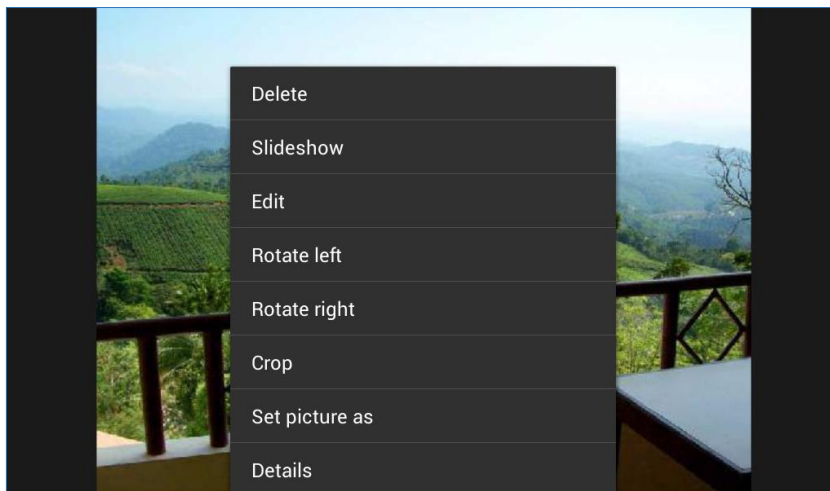 Delete
Slideshow
Edit
Rotate left
Rotate right
Crop
Set picture as
Details